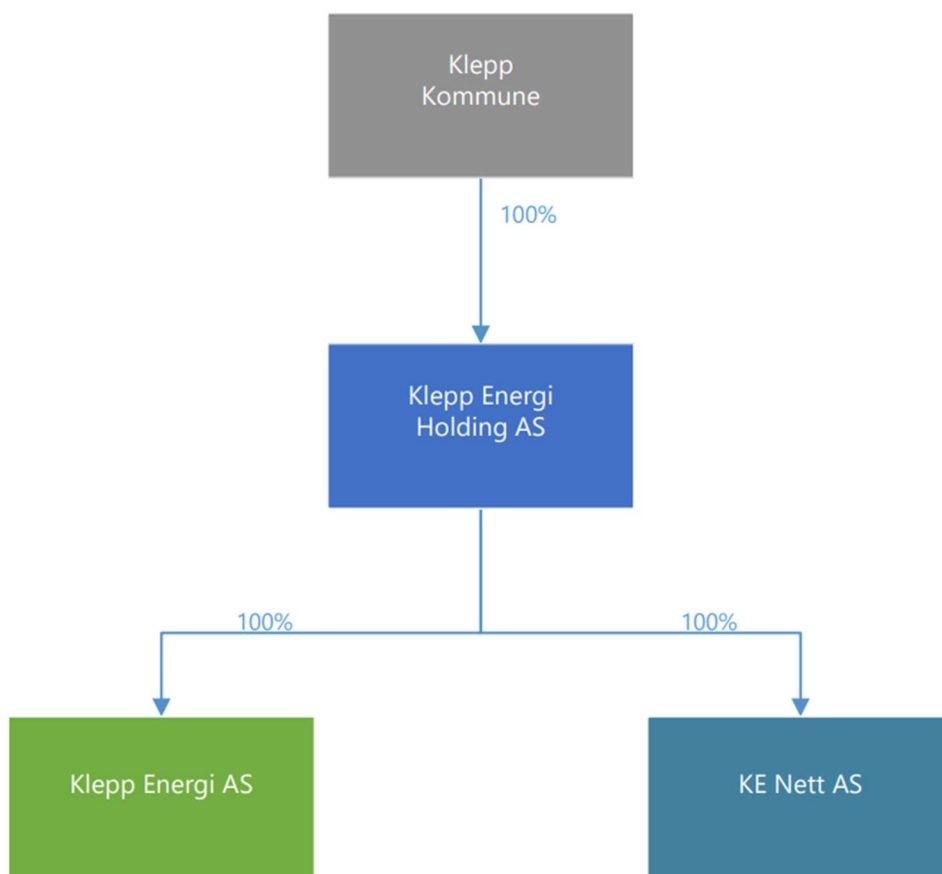 Klepp
Kommune
100%
Klepp Energi
Holding AS
100%
100%
Klepp Energi AS
KE Nett AS